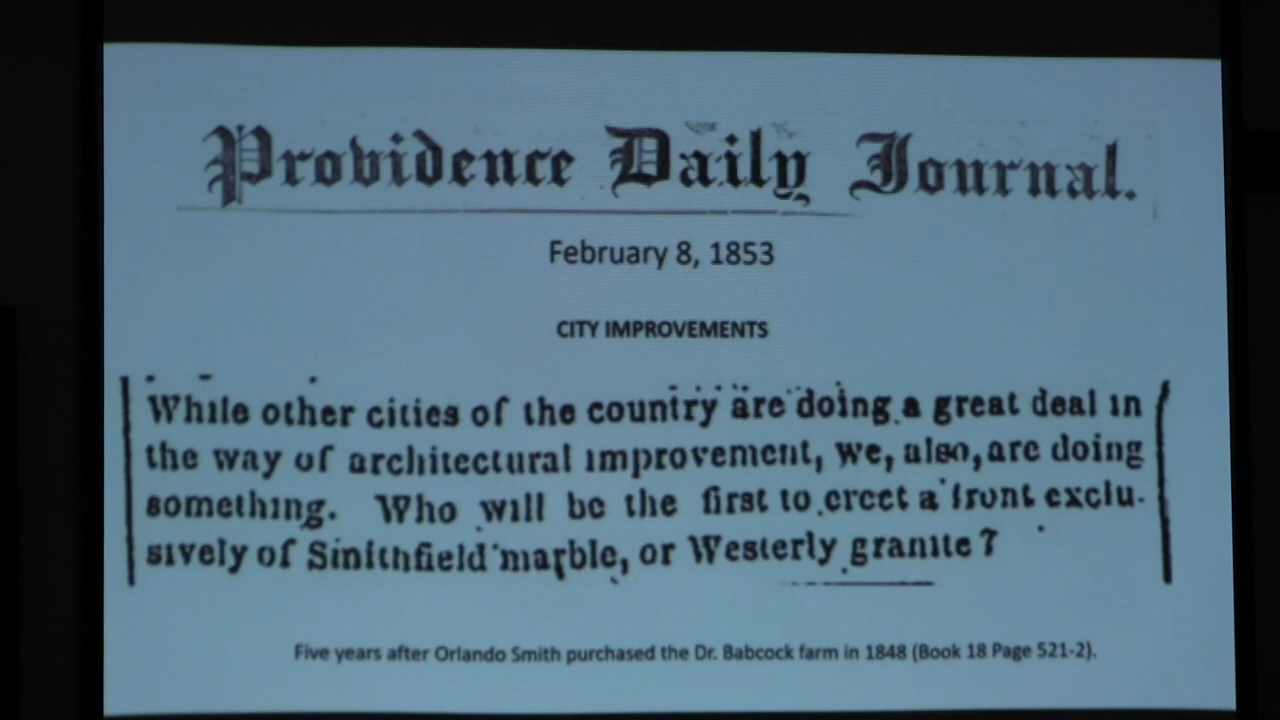 Providence Daily Journal.
February 8, 1853
CITY IMPROVEMENTS
While other cities of the country are doing a great deal in
the way of architectural improvement, we, also, are doing
something. Who will be the first to erect a front exclu-
sively of Smithfield marble, or Westerly granite?
Five years after Orlando Smith purchased the Dr. Babcock farm in 1848 (Book 18 Page 521-2).